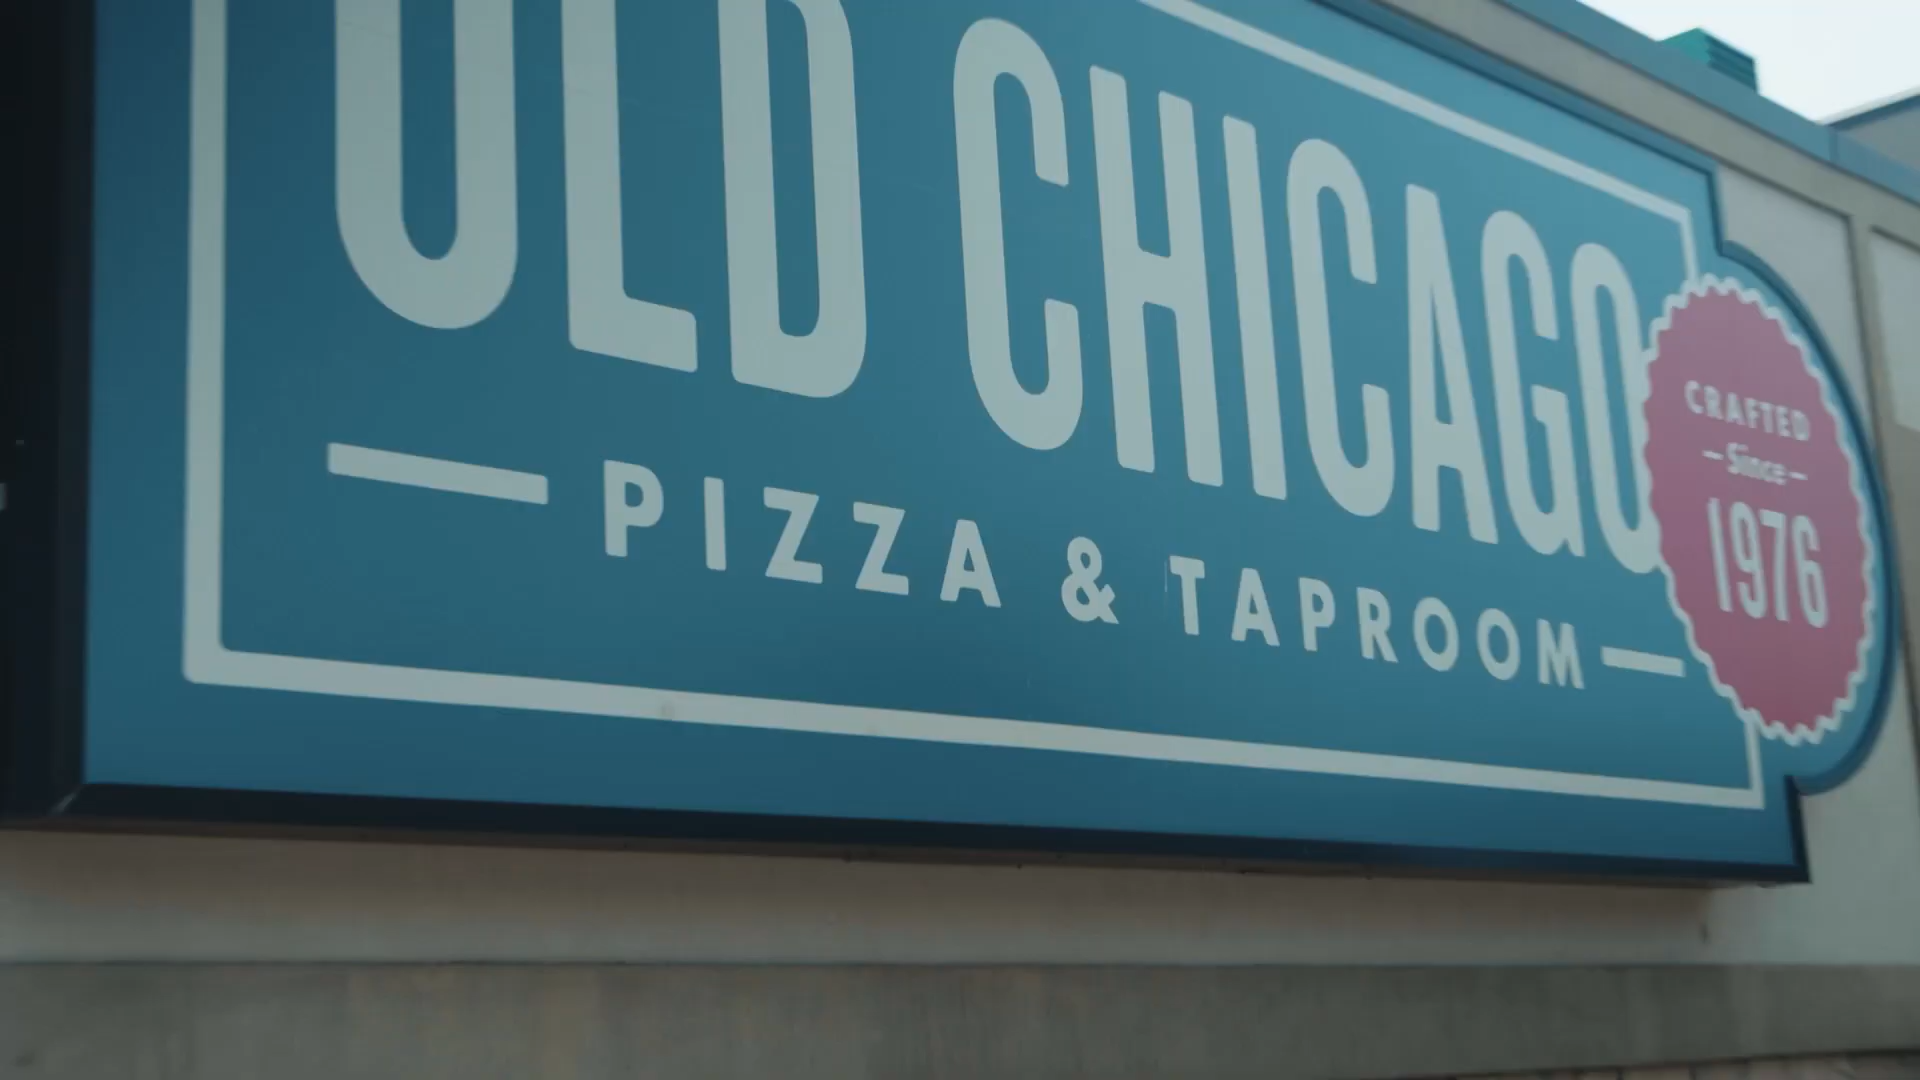 OLD CHICAGO
PIZZA & TAPROOM
CRAFTED
Since
1976